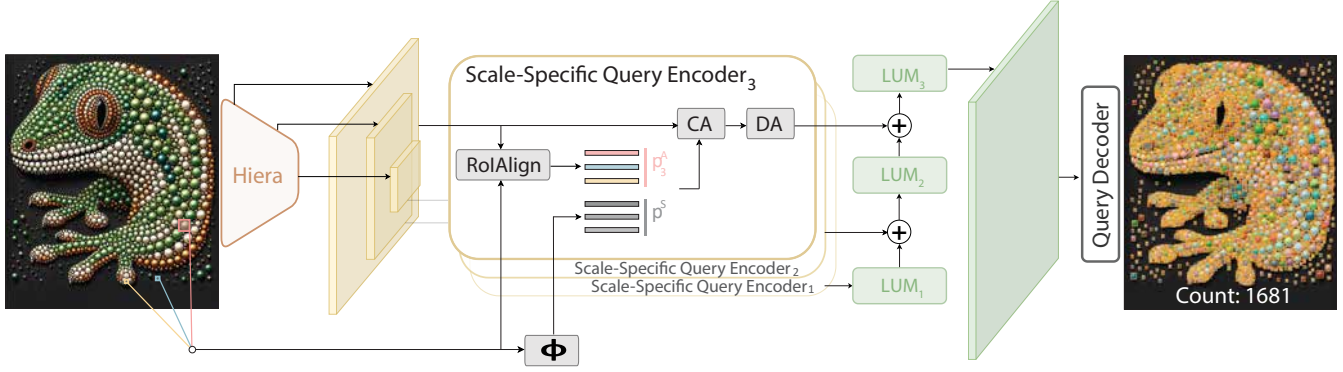 Hiera
Scale-Specific Query Encoder₃
RoIAlign
p₃ᴬ
pˢ
CA
DA
Scale-Specific Query Encoder₂
Scale-Specific Query Encoder₁
Φ
LUM₃
+
LUM₂
+
LUM₁
Query Decoder
Count: 1681